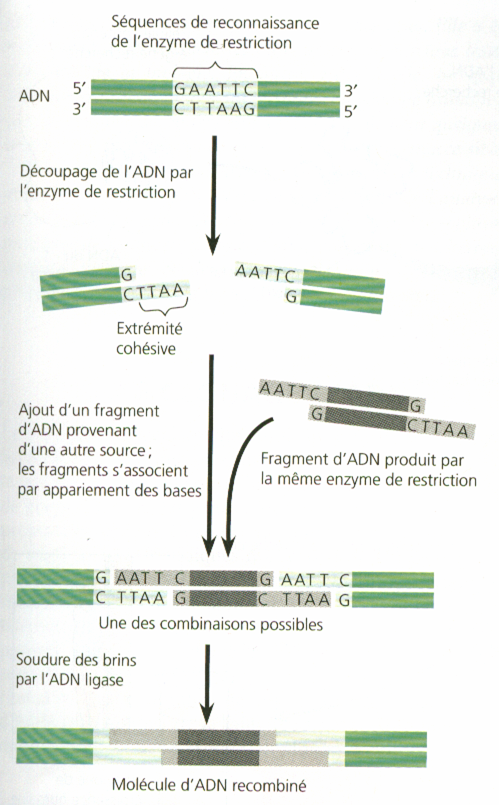 Séquences de reconnaissance
de l'enzyme de restriction
ADN
5′ GAATTC 3′
3′ CTTAAG 5′
Découpage de l'ADN par
l'enzyme de restriction
G AATTC
CTTAA G
Extrémité
cohésive
AATTC G
G CTTAA
Ajout d'un fragment
d'ADN provenant
d'une autre source ;
les fragments s'associent
par appariement des bases
Fragment d'ADN produit par
la même enzyme de restriction
G AATT C G AATT C
C TTAA G C TTAA G
Une des combinaisons possibles
Soudure des brins
par l'ADN ligase
Molécule d'ADN recombiné